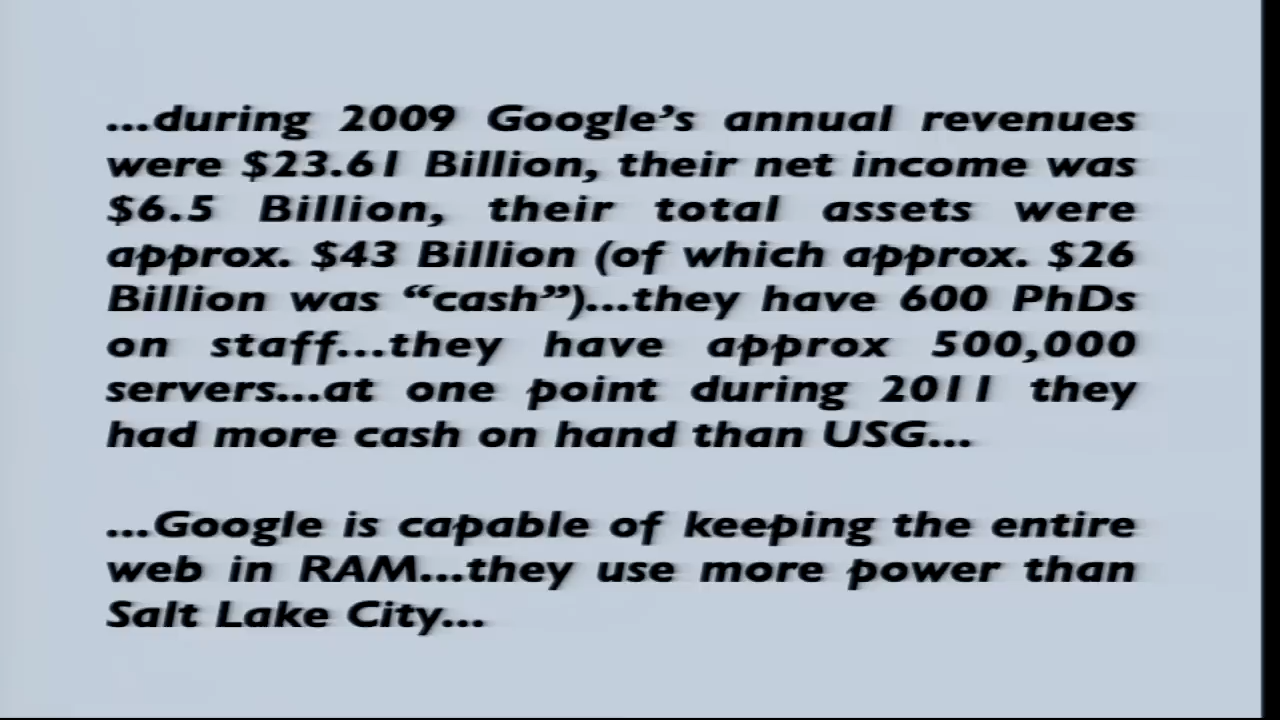 ...during 2009 Google’s annual revenues
were $23.61 Billion, their net income was
$6.5 Billion, their total assets were
approx. $43 Billion (of which approx. $26
Billion was “cash”)...they have 600 PhDs
on staff...they have approx 500,000
servers...at one point during 2011 they
had more cash on hand than USG...
...Google is capable of keeping the entire
web in RAM...they use more power than
Salt Lake City...